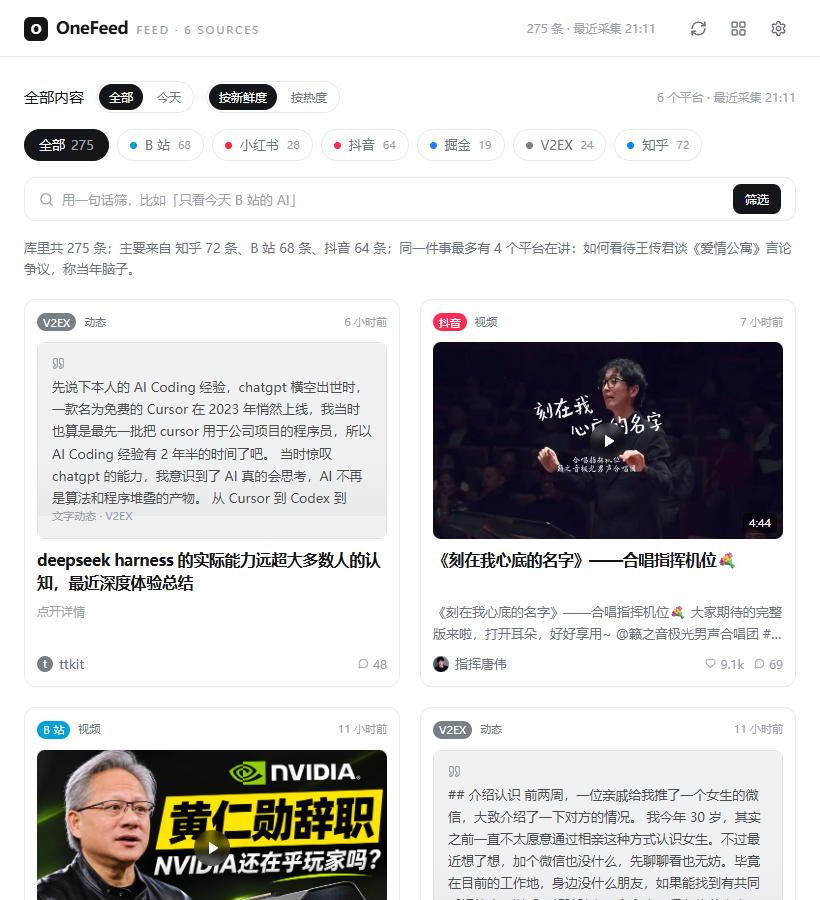 O OneFeed FEED · 6 SOURCES 275 条 · 最近采集 21:11
全部内容 全部 今天 按新鲜度 按热度 6 个平台 · 最近采集 21:11
全部 275 B 站 68 小红书 28 抖音 64 掘金 19 V2EX 24 知乎 72
用一句话筛，比如「只看今天 B 站的 AI」 筛选
库里共 275 条；主要来自 知乎 72 条、B 站 68 条、抖音 64 条；同一件事最多有 4 个平台在讲：如何看待王传君谈《爱情公寓》言论
争议，称当年脑子。
V2EX 动态 6 小时前
先说下本人的 AI Coding 经验，chatgpt 横空出世时，
一款名为免费的 Cursor 在 2023 年悄然上线，我当时
也算是最先一批把 cursor 用于公司项目的程序员，所以
AI Coding 经验有 2 年半的时间了吧。 当时惊叹
chatgpt 的能力，我意识到了 AI 真的会思考，AI 不再
是算法和程序堆叠的产物。 从 Cursor 到 Codex 到
文字动态 · V2EX
deepseek harness 的实际能力远超大多数人的认
知，最近深度体验总结
点开详情
t ttkit 48
抖音 视频 7 小时前
刻在我
心底的名字
合唱指挥机位
籁之音极光男声合唱团
4:44
《刻在我心底的名字》——合唱指挥机位💐
《刻在我心底的名字》——合唱指挥机位💐 大家期待的完整
版来啦，打开耳朵，好好享用~ @籁之音极光男声合唱团 #...
指挥唐伟 9.1k 69
B 站 视频 11 小时前
NVIDIA.
黄仁勋辞职
NVIDIA还在乎玩家吗?
V2EX 动态 11 小时前
## 介绍认识 前两周，一位亲戚给我推了一个女生的微
信，大致介绍了一下对方的情况。 我今年 30 岁，其实
之前一直不太愿意通过相亲这种方式认识女生。不过最
近想了想，加个微信也没什么，先聊聊看也无妨。毕竟
在目前的工作地，身边没什么朋友，如果能找到有共同